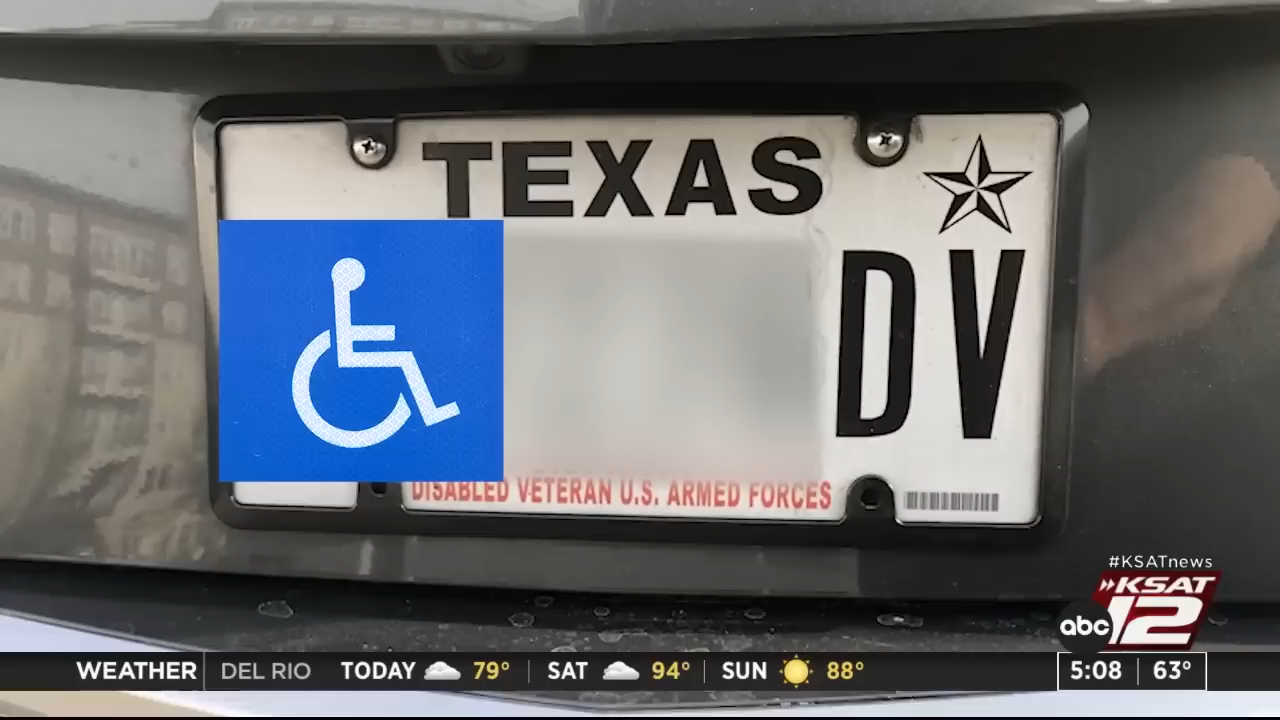 TEXAS
DV
DISABLED VETERAN U.S. ARMED FORCES
#KSATnews
KSAT
abc 12
WEATHER DEL RIO TODAY 79° SAT 94° SUN 88° 5:08 63°